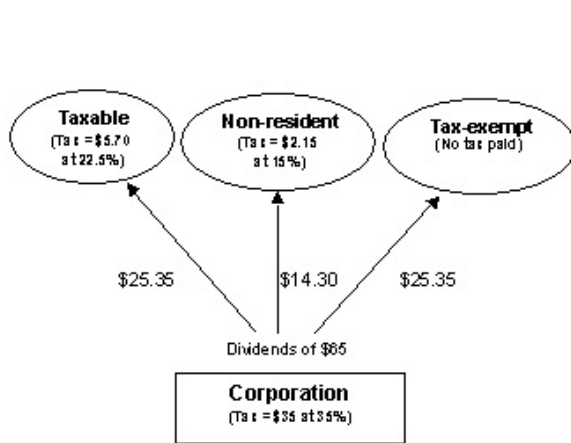 Taxable
(Tax = $5.70
at 22.5%)
Non-resident
(Tax = $2.15
at 15%)
Tax-exempt
(No tax paid)
$25.35
$14.30
$25.35
Dividends of $65
Corporation
(Tax = $35 at 35%)